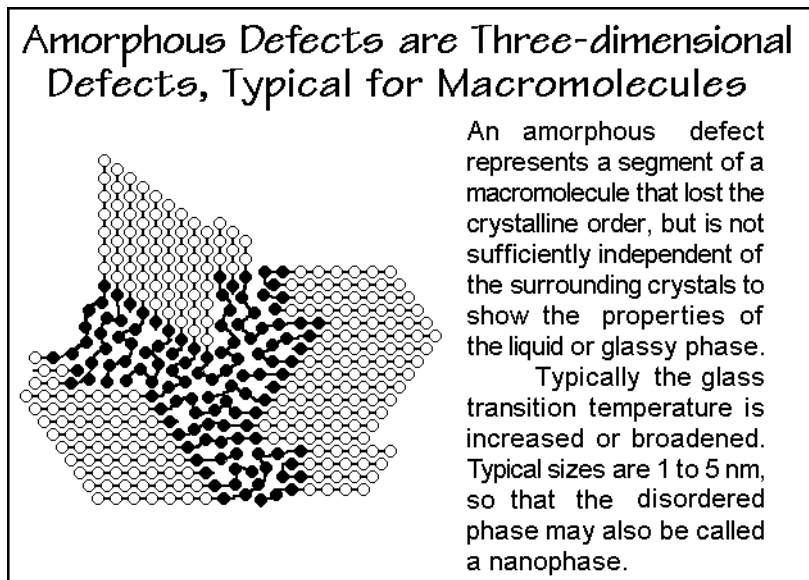 Amorphous Defects are Three-dimensional
Defects, Typical for Macromolecules
An amorphous defect
represents a segment of a
macromolecule that lost the
crystalline order, but is not
sufficiently independent of
the surrounding crystals to
show the properties of
the liquid or glassy phase.
Typically the glass
transition temperature is
increased or broadened.
Typical sizes are 1 to 5 nm,
so that the disordered
phase may also be called
a nanophase.